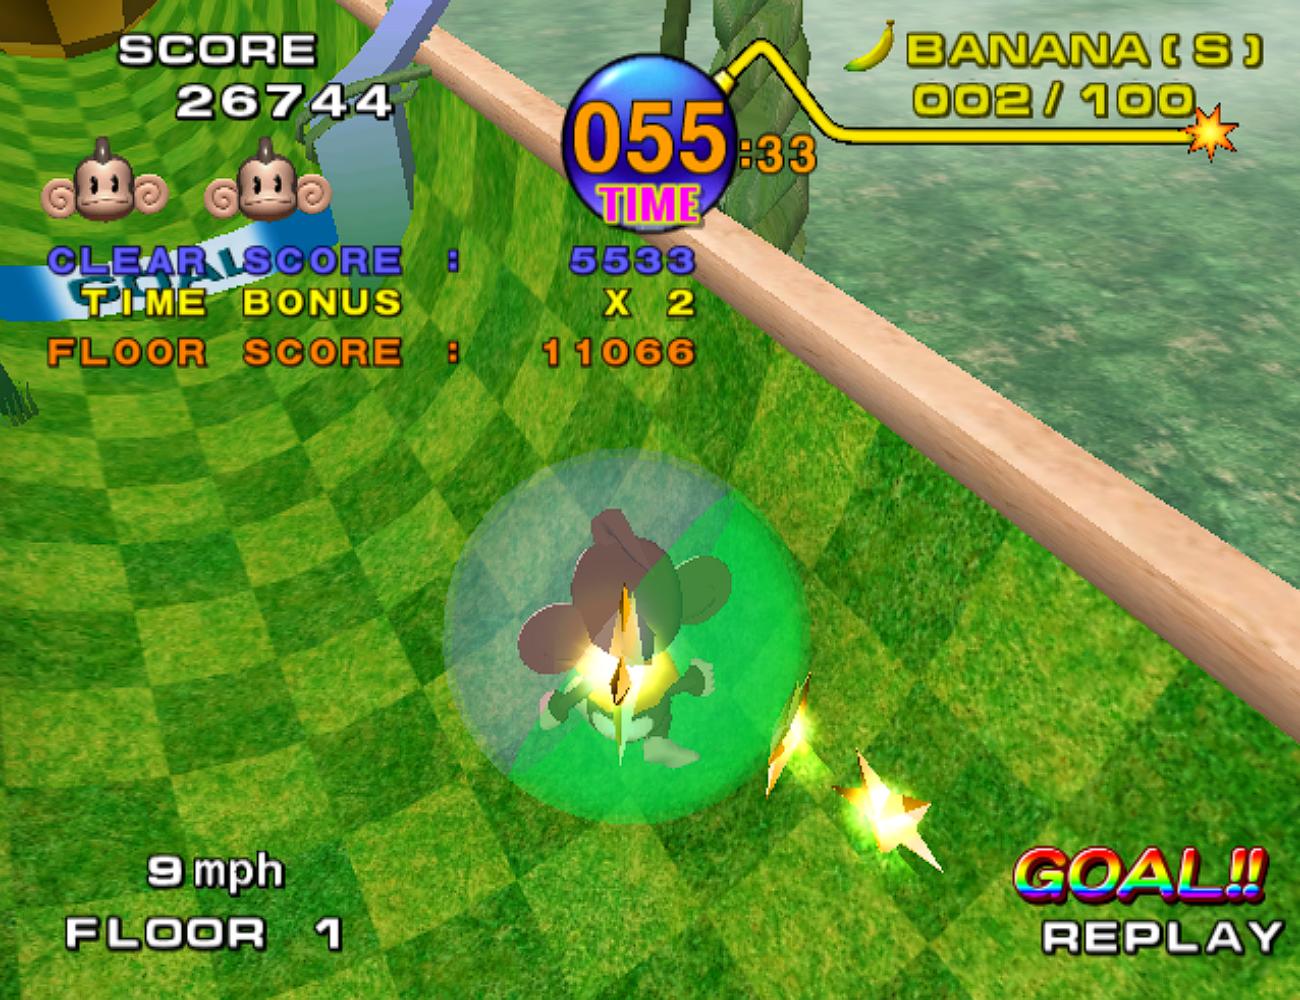 SCORE
26744
055:33
TIME
BANANA(S)
002/100
CLEAR SCORE : 5533
TIME BONUS X 2
FLOOR SCORE : 11066
GOAL
9 mph
FLOOR 1
GOAL!!
REPLAY